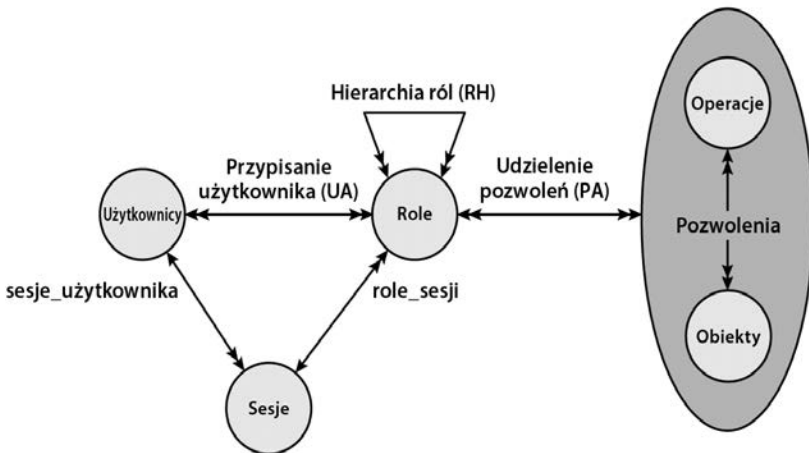 Operacje
Hierarchia ról (RH)
Przypisanie
użytkownika (UA)
Udzielenie
pozwoleń (PA)
Użytkownicy
Role
Pozwolenia
sesje_użytkownika
role_sesji
Obiekty
Sesje